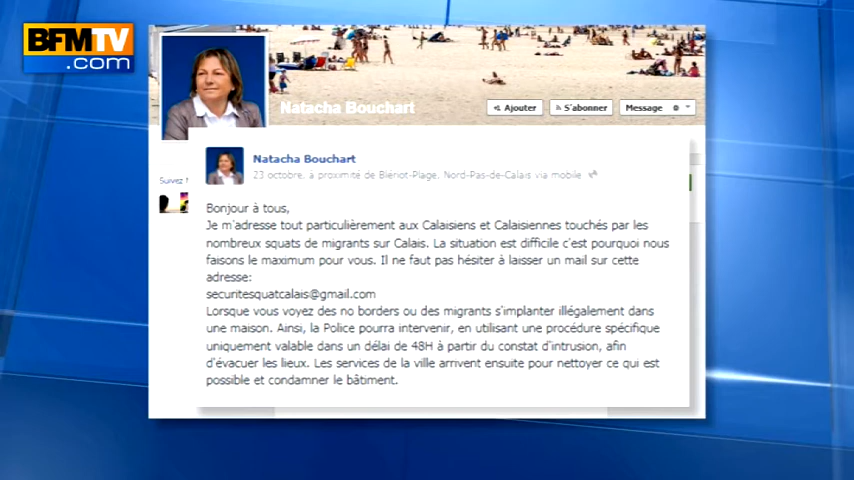 BFMTV
.com
Natacha Bouchart
Ajouter
S'abonner
Message
Natacha Bouchart
23 octobre, à proximité de Blériot-Plage, Nord-Pas-de-Calais via mobile
Suivez
Bonjour à tous,
Je m'adresse tout particulièrement aux Calaisiens et Calaisiennes touchés par les
nombreux squats de migrants sur Calais. La situation est difficile c'est pourquoi nous
faisons le maximum pour vous. Il ne faut pas hésiter à laisser un mail sur cette
adresse:
securitesquatcalais@gmail.com
Lorsque vous voyez des no borders ou des migrants s'implanter illégalement dans
une maison. Ainsi, la Police pourra intervenir, en utilisant une procédure spécifique
uniquement valable dans un délai de 48H à partir du constat d'intrusion, afin
d'évacuer les lieux. Les services de la ville arrivent ensuite pour nettoyer ce qui est
possible et condamner le bâtiment.